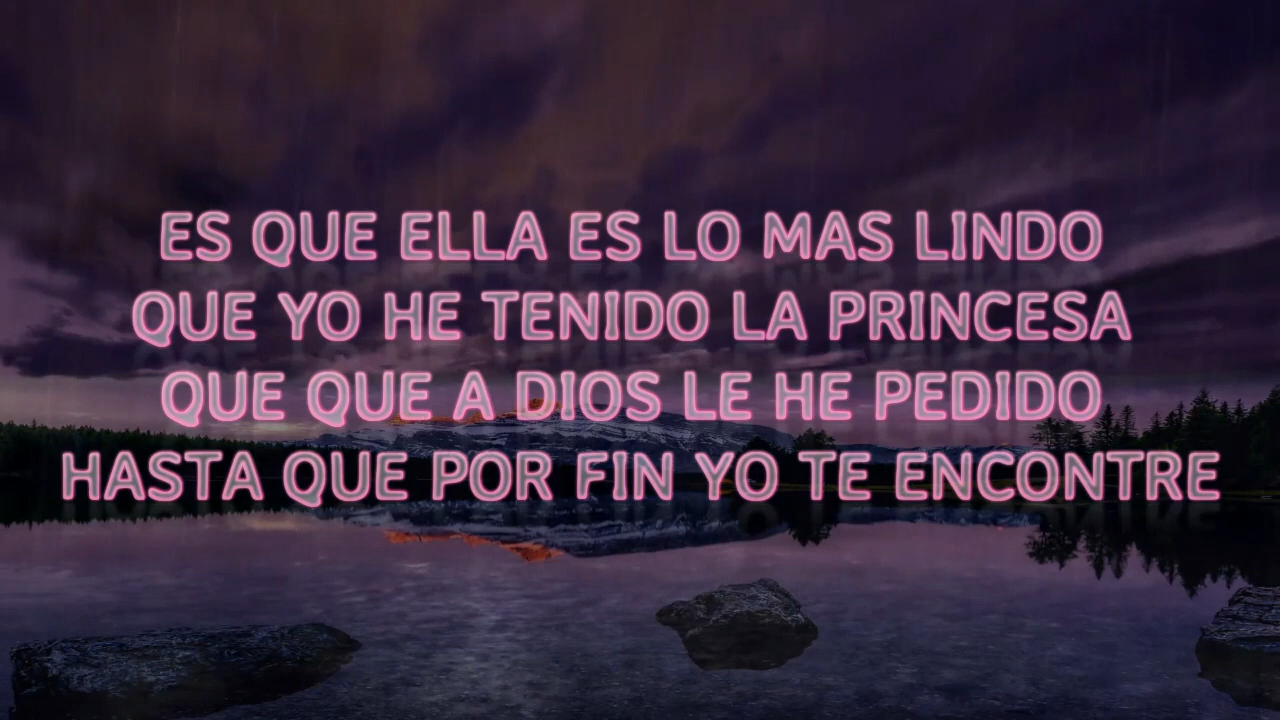 ES QUE ELLA ES LO MAS LINDO
QUE YO HE TENIDO LA PRINCESA
QUE QUE A DIOS LE HE PEDIDO
HASTA QUE POR FIN YO TE ENCONTRE